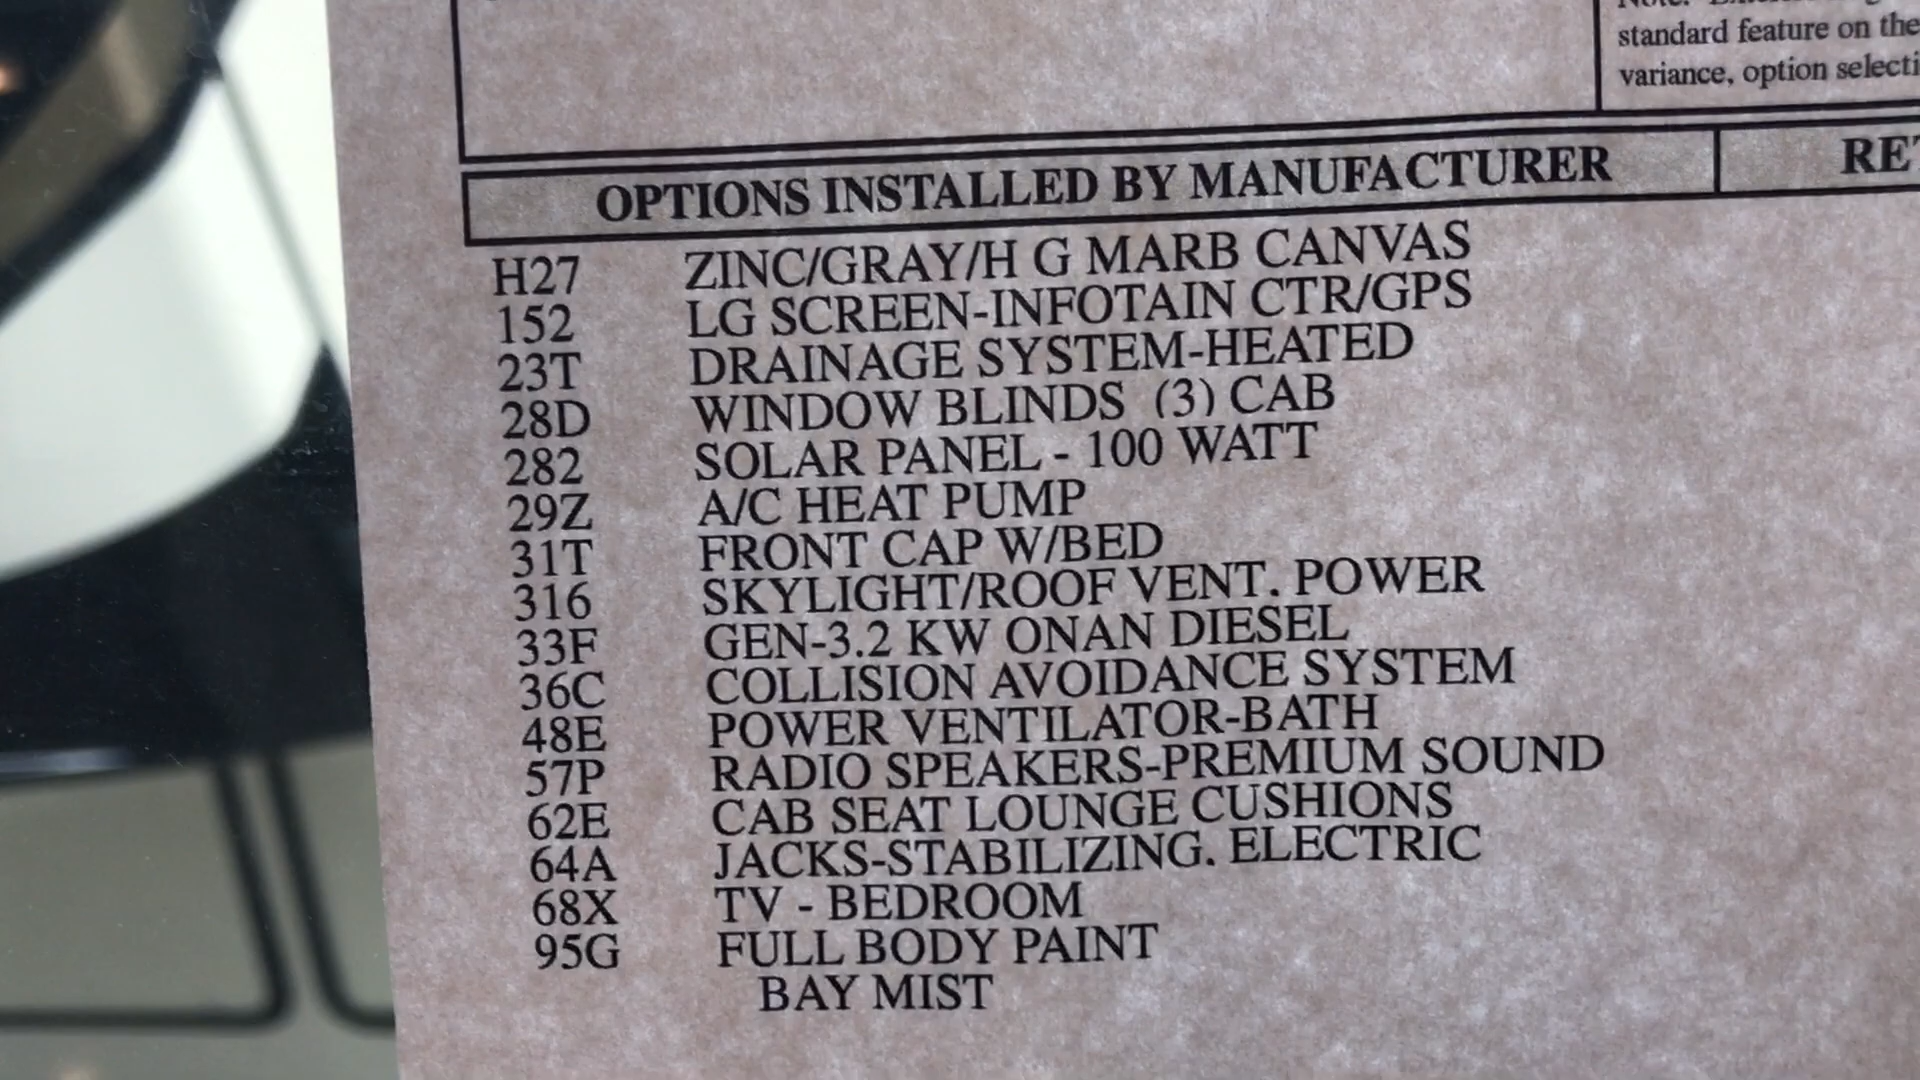 standard feature on the
variance, option selecti
OPTIONS INSTALLED BY MANUFACTURER
RE
H27 ZINC/GRAY/H G MARB CANVAS
152 LG SCREEN-INFOTAIN CTR/GPS
23T DRAINAGE SYSTEM-HEATED
28D WINDOW BLINDS (3) CAB
282 SOLAR PANEL - 100 WATT
29Z A/C HEAT PUMP
31T FRONT CAP W/BED
316 SKYLIGHT/ROOF VENT. POWER
33F GEN-3.2 KW ONAN DIESEL
36C COLLISION AVOIDANCE SYSTEM
48E POWER VENTILATOR-BATH
57P RADIO SPEAKERS-PREMIUM SOUND
62E CAB SEAT LOUNGE CUSHIONS
64A JACKS-STABILIZING. ELECTRIC
68X TV - BEDROOM
95G FULL BODY PAINT
BAY MIST